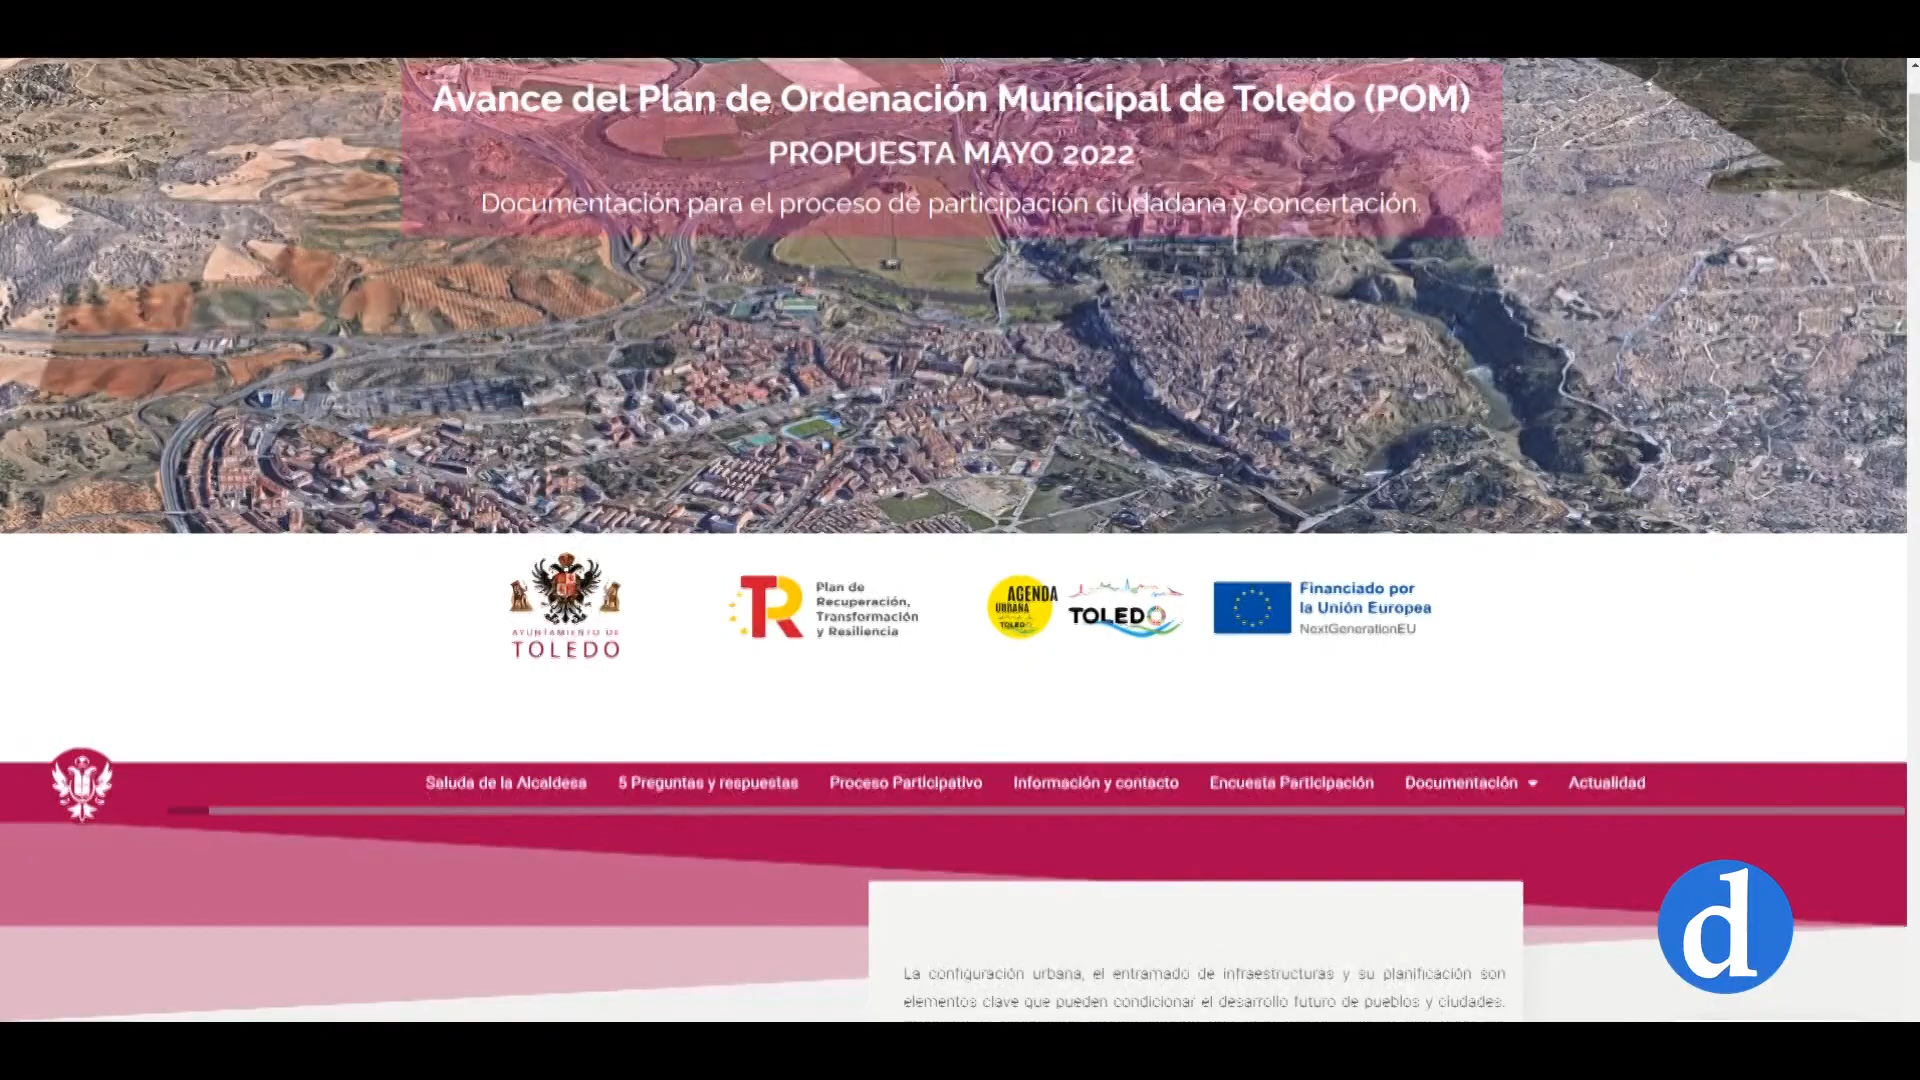 Avance del Plan de Ordenación Municipal de Toledo (POM)
PROPUESTA MAYO 2022
Documentación para el proceso de participación ciudadana y concertación.
AYUNTAMIENTO DE
TOLEDO
TR
Plan de
Recuperación,
Transformación
y Resiliencia
AGENDA
URBANA
TOLEDO
TOLEDO
Financiado por
la Unión Europea
NextGenerationEU
Saluda de la Alcaldesa 5 Preguntas y respuestas Proceso Participativo Información y contacto Encuesta Participación Documentación Actualidad
d
La configuración urbana, el entramado de infraestructuras y su planificación son
elementos clave que pueden condicionar el desarrollo futuro de pueblos y ciudades.